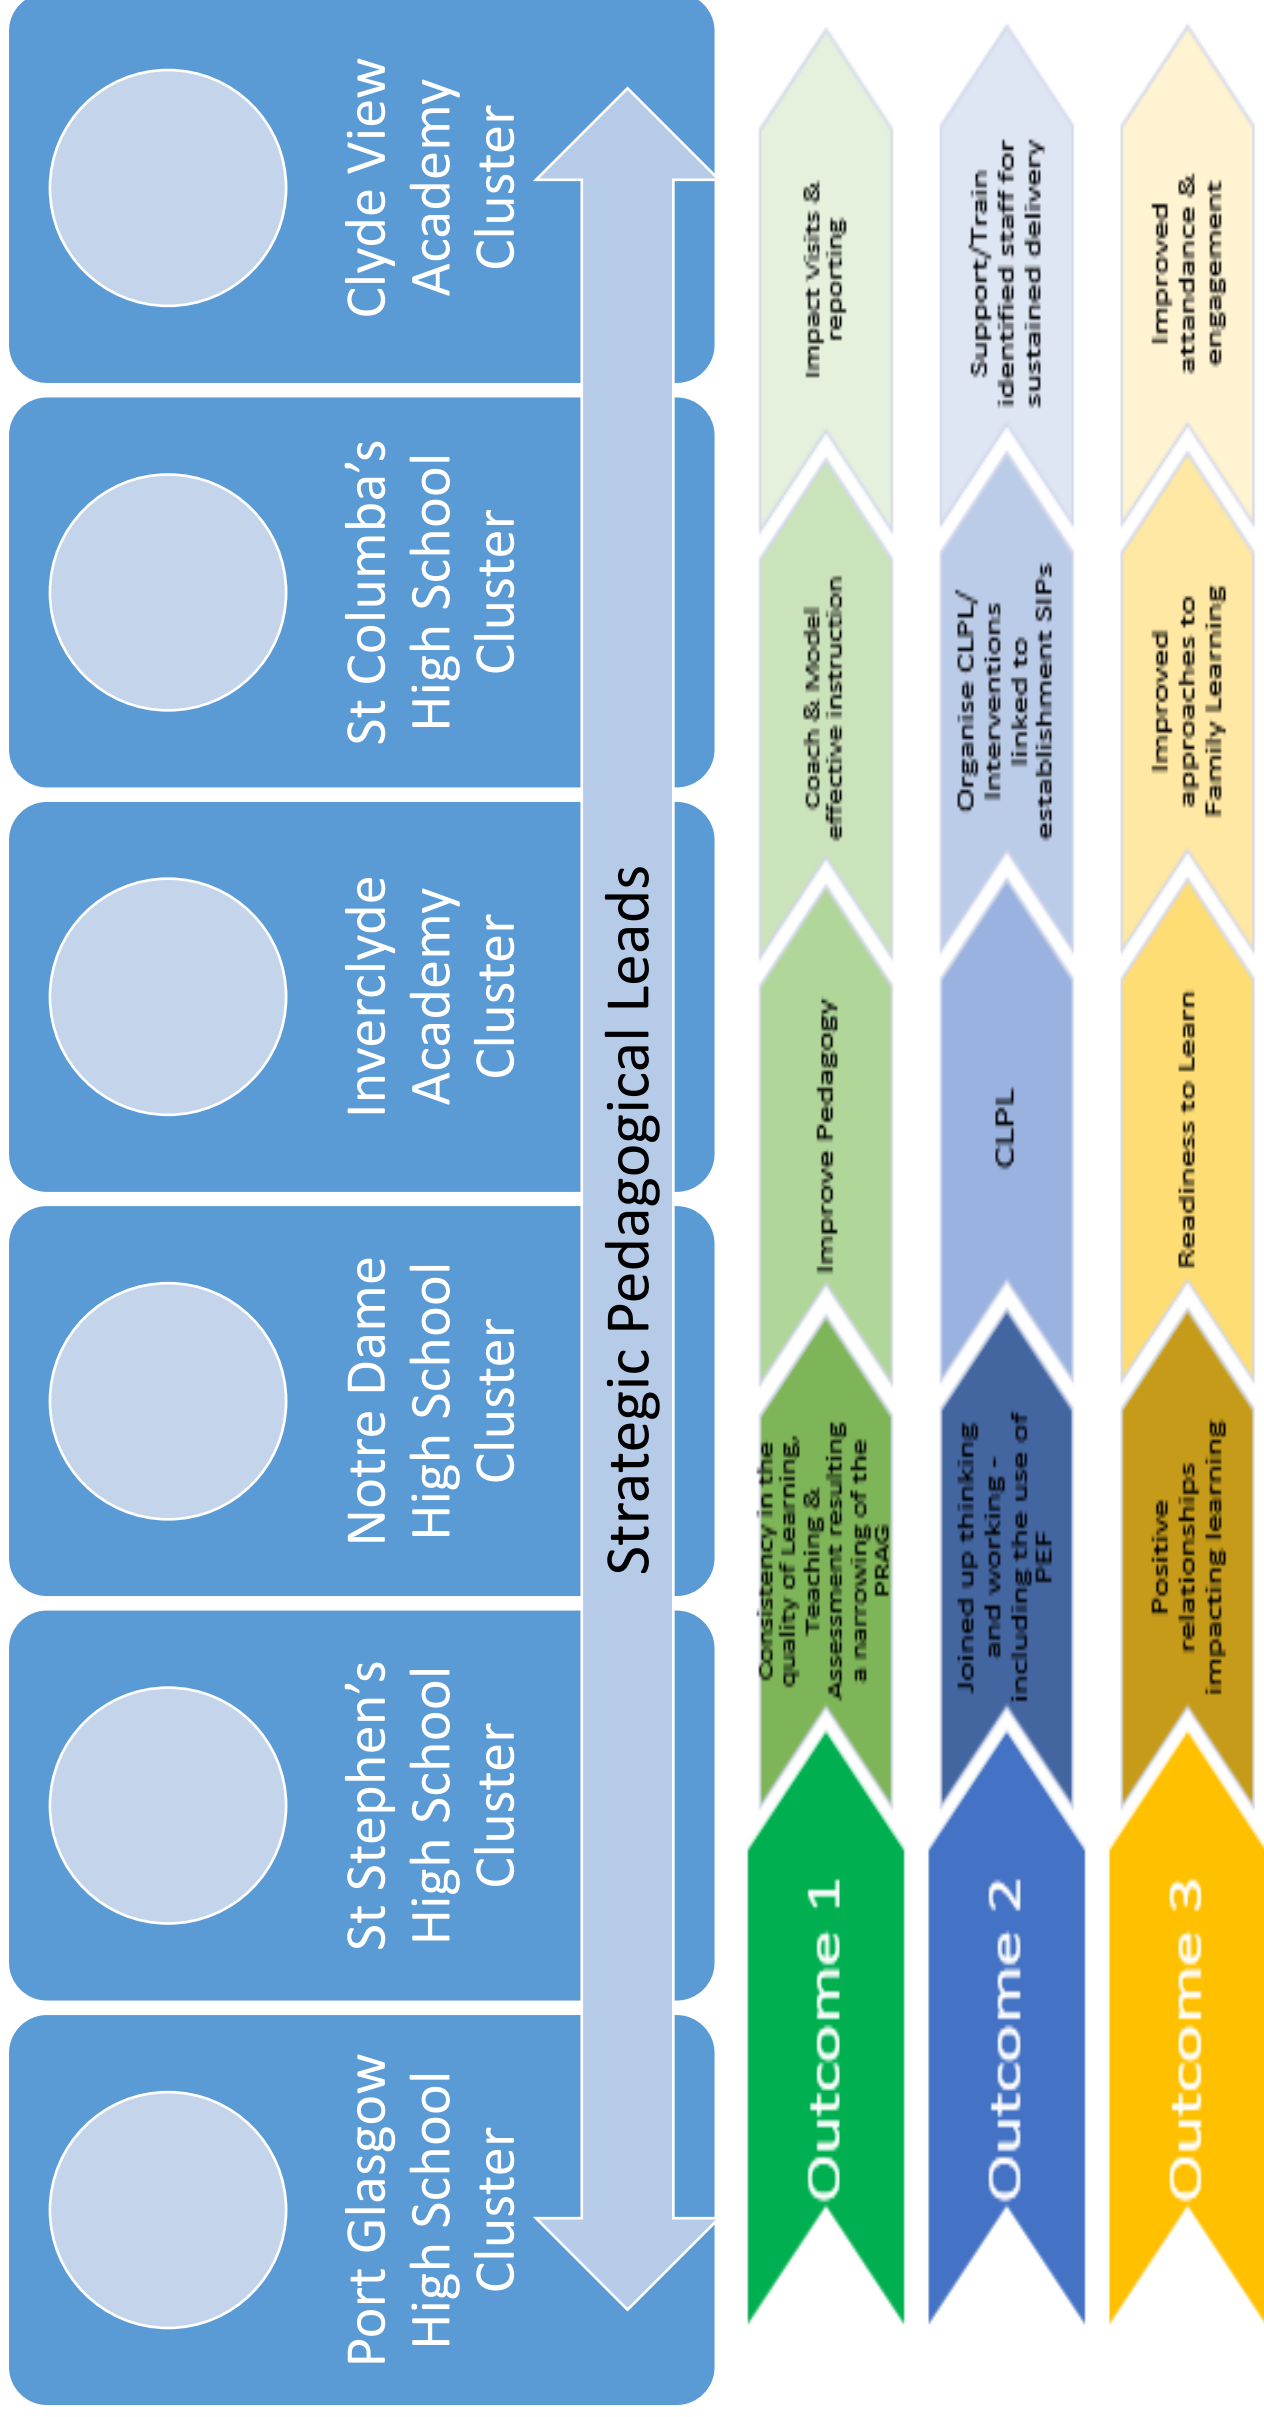 Port Glasgow
High School
Cluster
St Stephen’s
High School
Cluster
Notre Dame
High School
Cluster
Inverclyde
Academy
Cluster
St Columba’s
High School
Cluster
Clyde View
Academy
Cluster
Strategic Pedagogical Leads
Outcome 1
Consistency in the
quality of Learning,
Teaching &
Assessment resulting
a narrowing of the
PRAG
Improve Pedagogy
Coach & Model
effective instruction
Impact Visits &
reporting
Outcome 2
Joined up thinking
and working -
including the use of
PEF
CLPL
Organise CLPL/
Interventions
linked to
establishment SIPs
Support/Train
identified staff for
sustained delivery
Outcome 3
Positive
relationships
impacting learning
Readiness to Learn
Improved
approaches to
Family Learning
Improved
attandance &
engagement